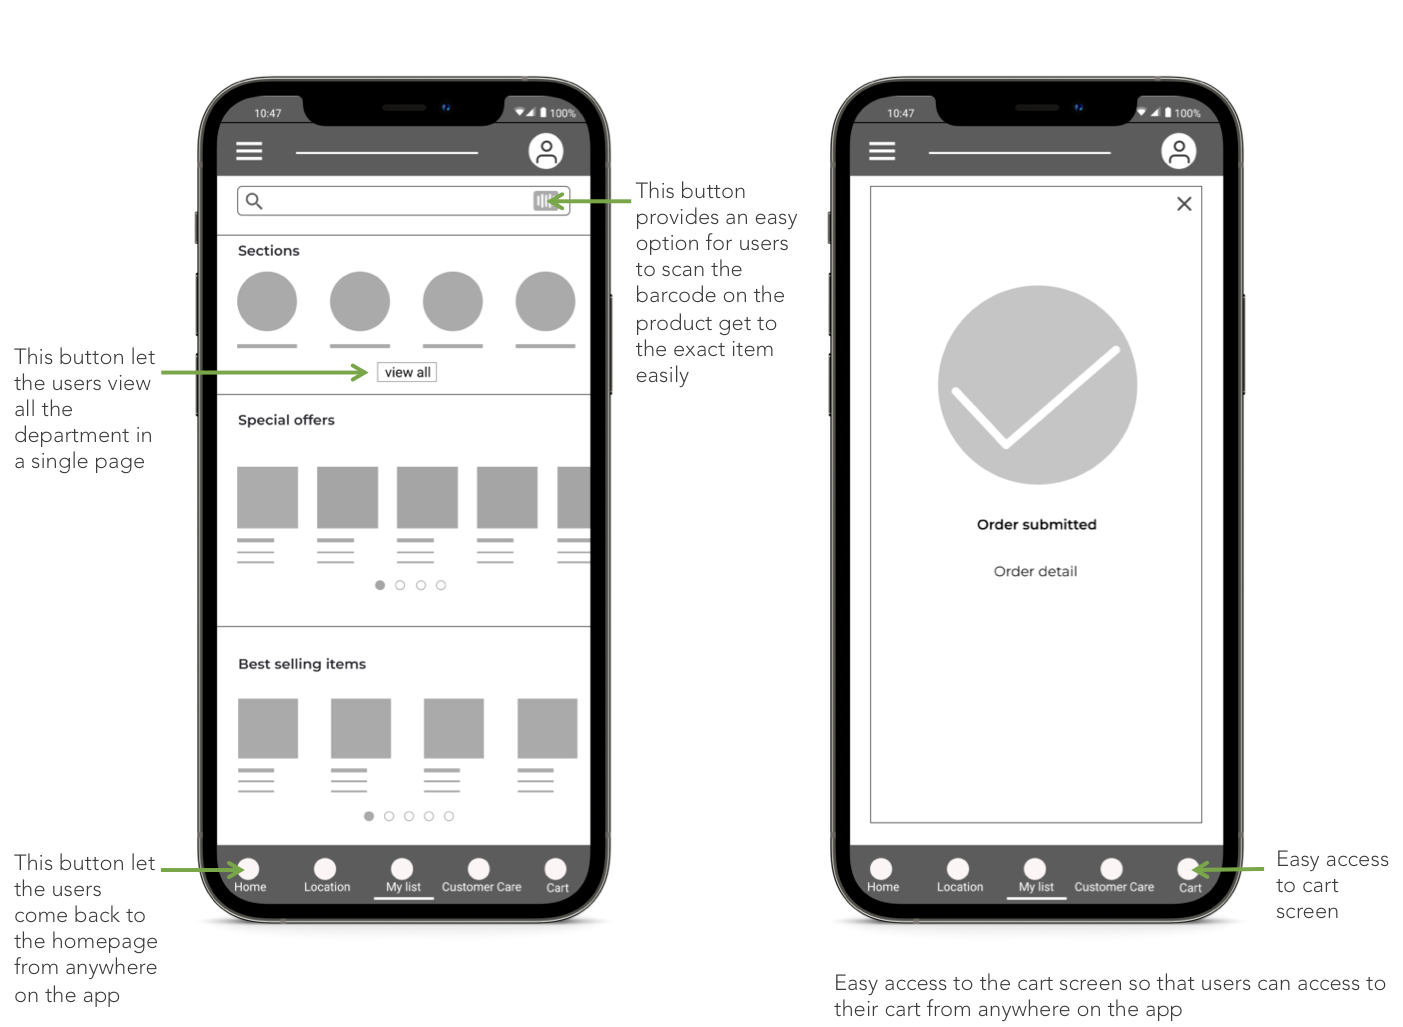 10:47
100%
Sections
view all
Special offers
Best selling items
Home
Location
My list
Customer Care
Cart
This button let
the users view
all the
department in
a single page
This button let
the users
come back to
the homepage
from anywhere
on the app
This button
provides an easy
option for users
to scan the
barcode on the
product get to
the exact item
easily
10:47
100%
Order submitted
Order detail
Home
Location
My list
Customer Care
Cart
Easy access
to cart
screen
Easy access to the cart screen so that users can access to
their cart from anywhere on the app